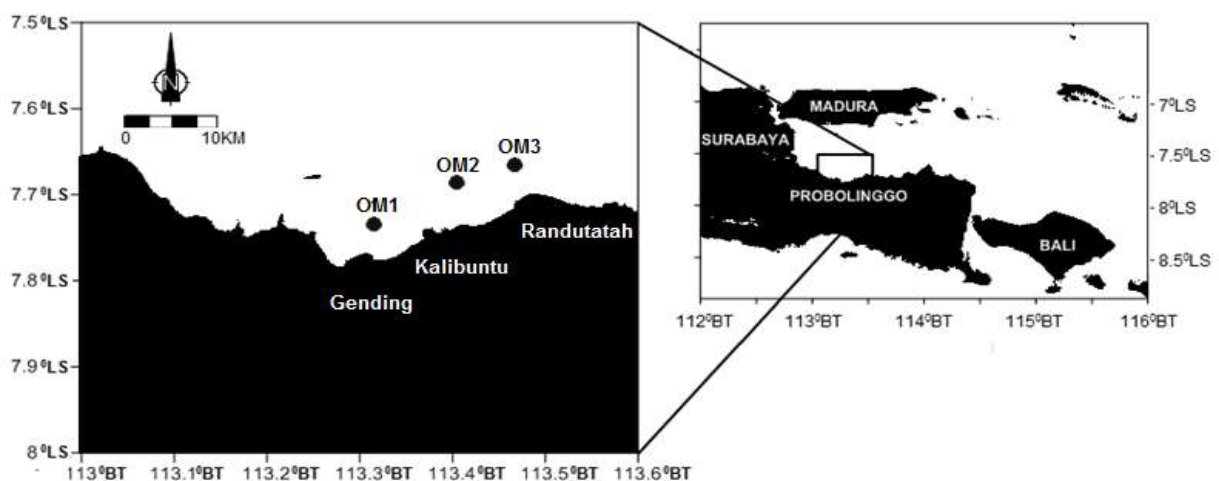 7.5⁰LS
7.6⁰LS
7.7⁰LS
7.8⁰LS
7.9⁰LS
8⁰LS
N
0 10KM
OM1
OM2
OM3
Randutatah
Kalibuntu
Gending
113⁰BT 113.1⁰BT 113.2⁰BT 113.3⁰BT 113.4⁰BT 113.5⁰BT 113.6⁰BT
MADURA
SURABAYA
PROBOLINGGO
BALI
7⁰LS
7.5⁰LS
8⁰LS
8.5⁰LS
112⁰BT 113⁰BT 114⁰BT 115⁰BT 116⁰BT